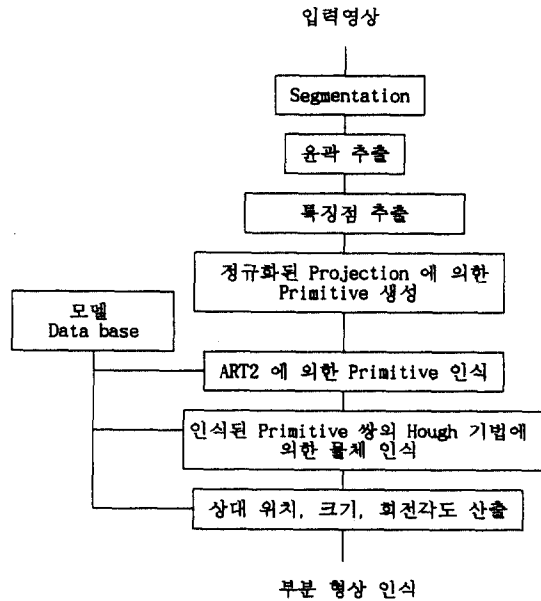 입력영상
Segmentation
윤곽 추출
특징점 추출
정규화된 Projection 에 의한
Primitive 생성
모델
Data base
ART2 에 의한 Primitive 인식
인식된 Primitive 쌍의 Hough 기법에
의한 물체 인식
상대 위치, 크기, 회전각도 산출
부분 형상 인식